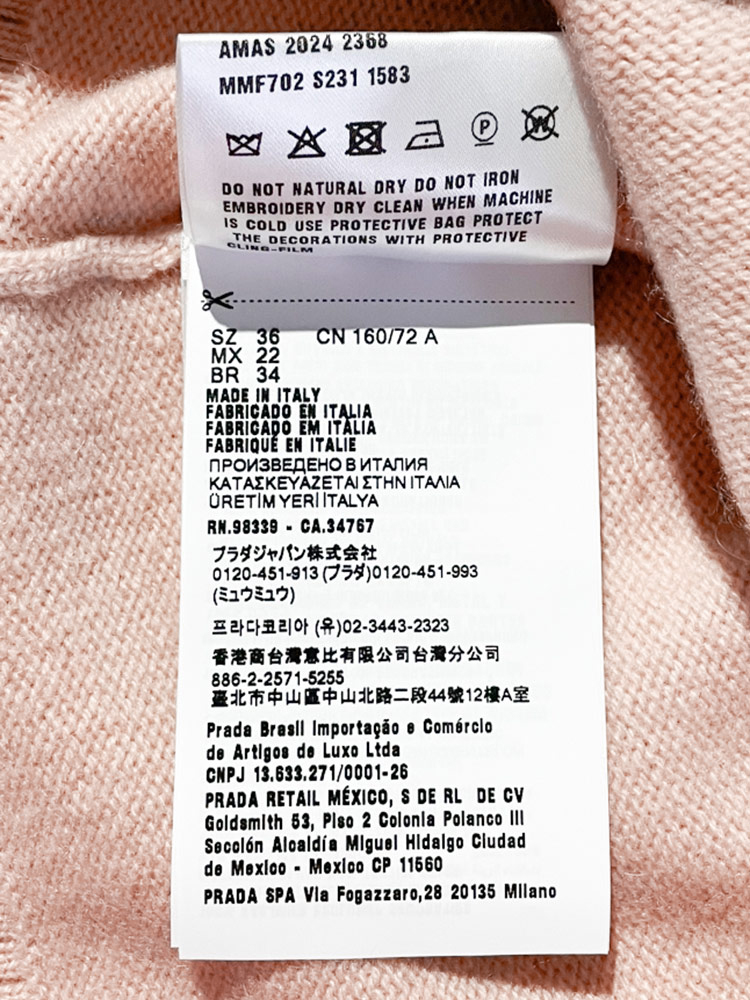 AMAS 2024 2368
MMF702 S231 1583
P
W
DO NOT NATURAL DRY DO NOT IRON
EMBROIDERY DRY CLEAN WHEN MACHINE
IS COLD USE PROTECTIVE BAG PROTECT
THE DECORATIONS WITH PROTECTIVE
CLING-FILM
SZ 36 CN 160/72 A
MX 22
BR 34
MADE IN ITALY
FABRICADO EN ITALIA
FABRICADO EM ITÁLIA
FABRIQUÉ EN ITALIE
ПРОИЗВЕДЕНО В ИТАЛИЯ
ΚΑΤΑΣΚΕΥΑΖΕΤΑΙ ΣΤΗΝ ΙΤΑΛΙΑ
ÜRETİM YERİ İTALYA
RN.98339 - CA.34767
プラダジャパン株式会社
0120-451-913 (プラダ)0120-451-993
(ミュウミュウ)
프라다코리아 (유)02-3443-2323
香港商台灣意比有限公司台灣分公司
886-2-2571-5255
臺北市中山區中山北路二段44號12樓A室
Prada Brasil Importação e Comércio
de Artigos de Luxo Ltda
CNPJ 13.633.271/0001-26
PRADA RETAIL MÉXICO, S DE RL DE CV
Goldsmith 53, Piso 2 Colonia Polanco III
Sección Alcaldía Miguel Hidalgo Ciudad
de Mexico - Mexico CP 11560
PRADA SPA Via Fogazzaro,28 20135 Milano